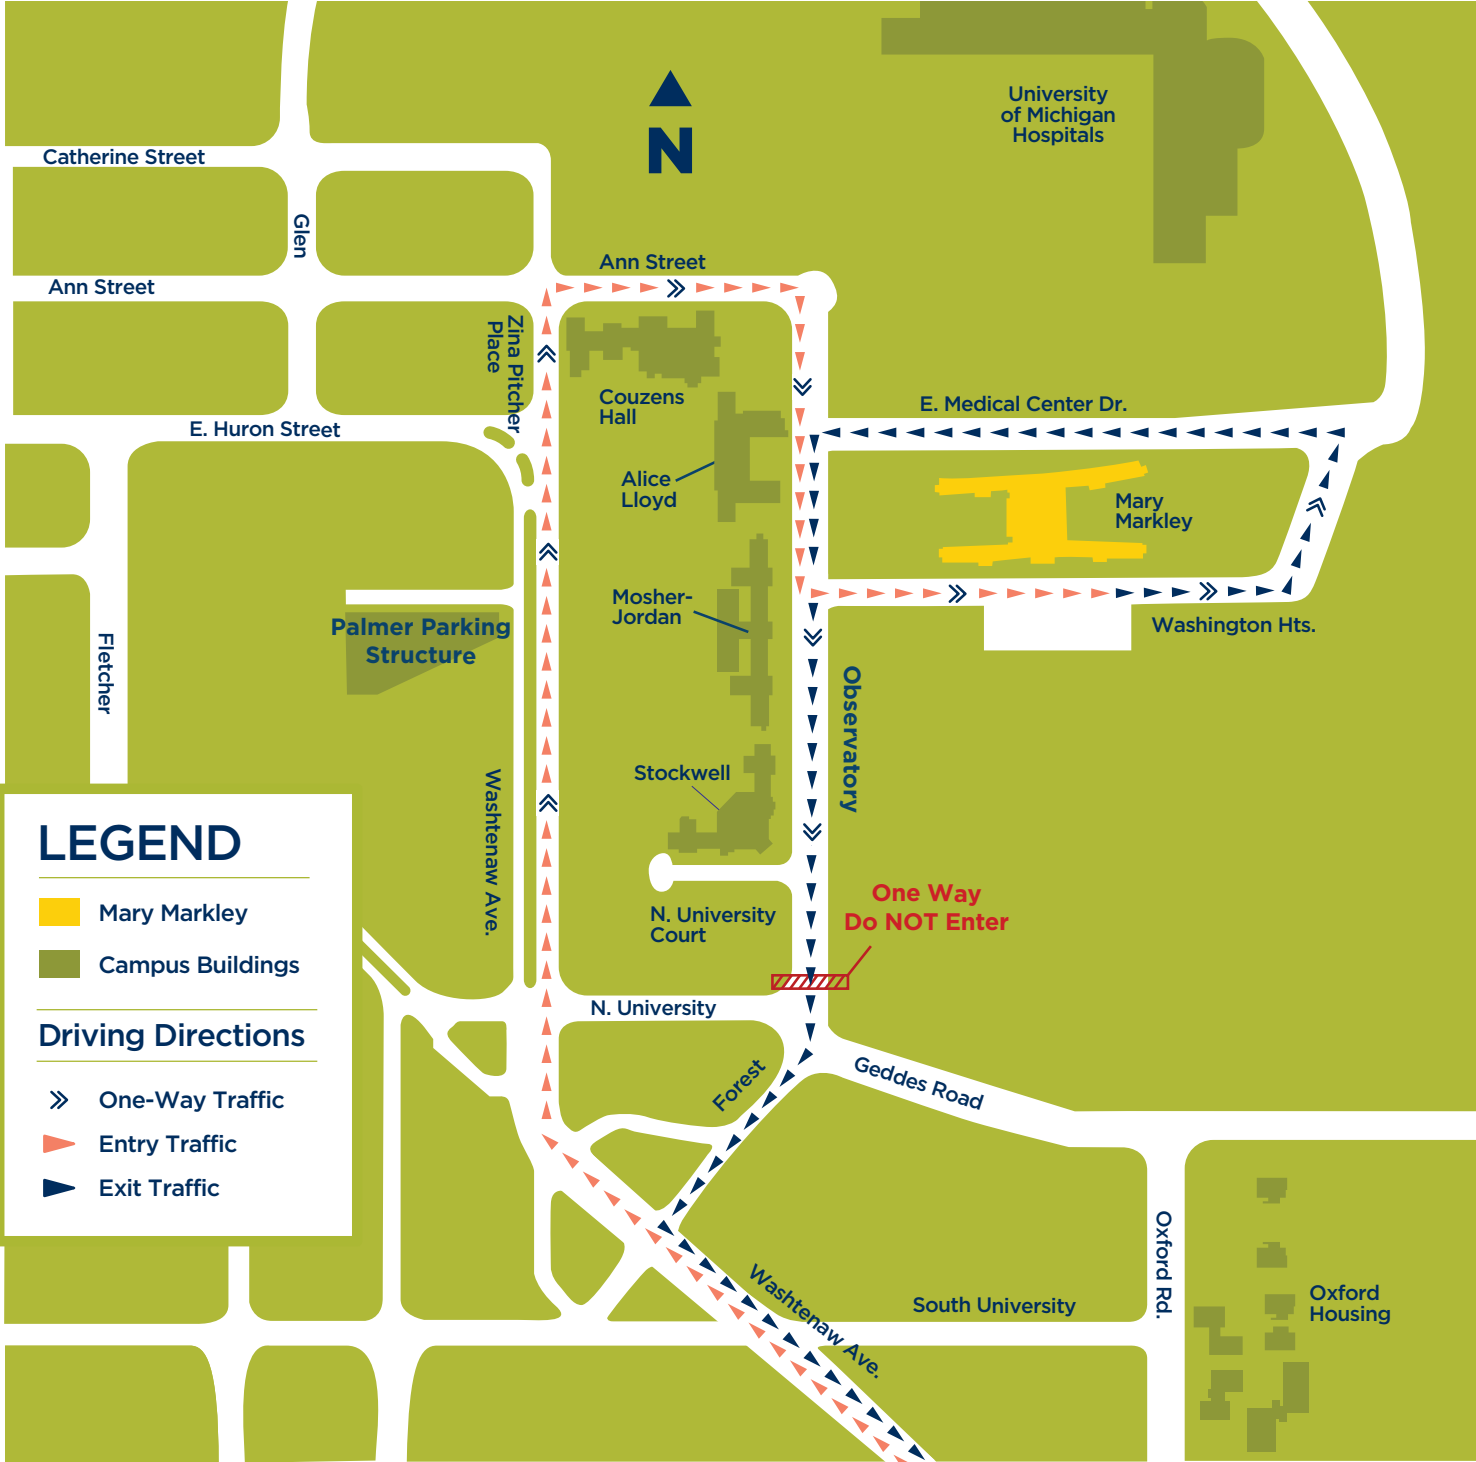 University
of Michigan
Hospitals
N
Catherine Street
Glen
Ann Street
Ann Street
Zina Pitcher
Place
Couzens
Hall
E. Medical Center Dr.
E. Huron Street
Alice
Lloyd
Mary
Markley
Mosher-
Jordan
Washington Hts.
Palmer Parking
Structure
Fletcher
Observatory
Stockwell
Washtenaw Ave.
LEGEND
Mary Markley
Campus Buildings
Driving Directions
One-Way Traffic
Entry Traffic
Exit Traffic
One Way
Do NOT Enter
N. University
Court
N. University
Forest
Geddes Road
Oxford Rd.
Washtenaw Ave.
South University
Oxford
Housing